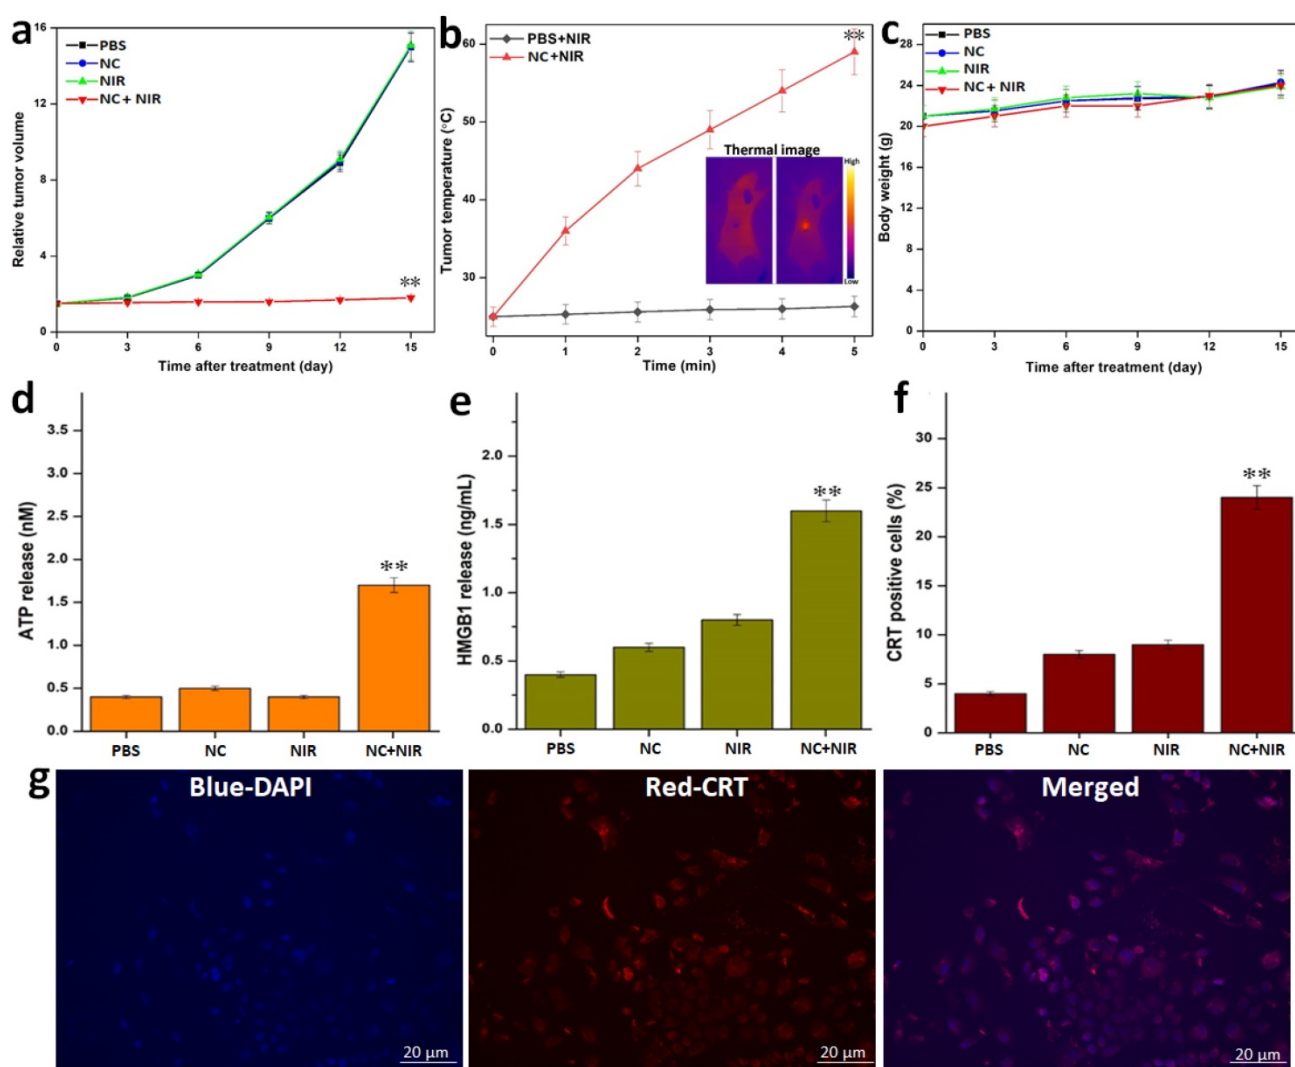 a
16
12
8
4
0
PBS
NC
NIR
NC+ NIR
**
Relative tumor volume
0 3 6 9 12 15
Time after treatment (day)
b
60
50
40
30
PBS+NIR
NC+NIR
**
Tumor temperature (°C)
Thermal image
High
Low
0 1 2 3 4 5
Time (min)
c
28
24
20
16
12
8
4
0
PBS
NC
NIR
NC+ NIR
Body weight (g)
0 3 6 9 12 15
Time after treatment (day)
d
3.5
3.0
2.5
2.0
1.5
1.0
0.5
0.0
ATP release (nM)
**
PBS NC NIR NC+NIR
e
2.0
1.5
1.0
0.5
0.0
HMGB1 release (ng/mL)
**
PBS NC NIR NC+NIR
f
30
25
20
15
10
5
0
CRT positive cells (%)
**
PBS NC NIR NC+NIR
g
Blue-DAPI
Red-CRT
Merged
20 µm
20 µm
20 µm